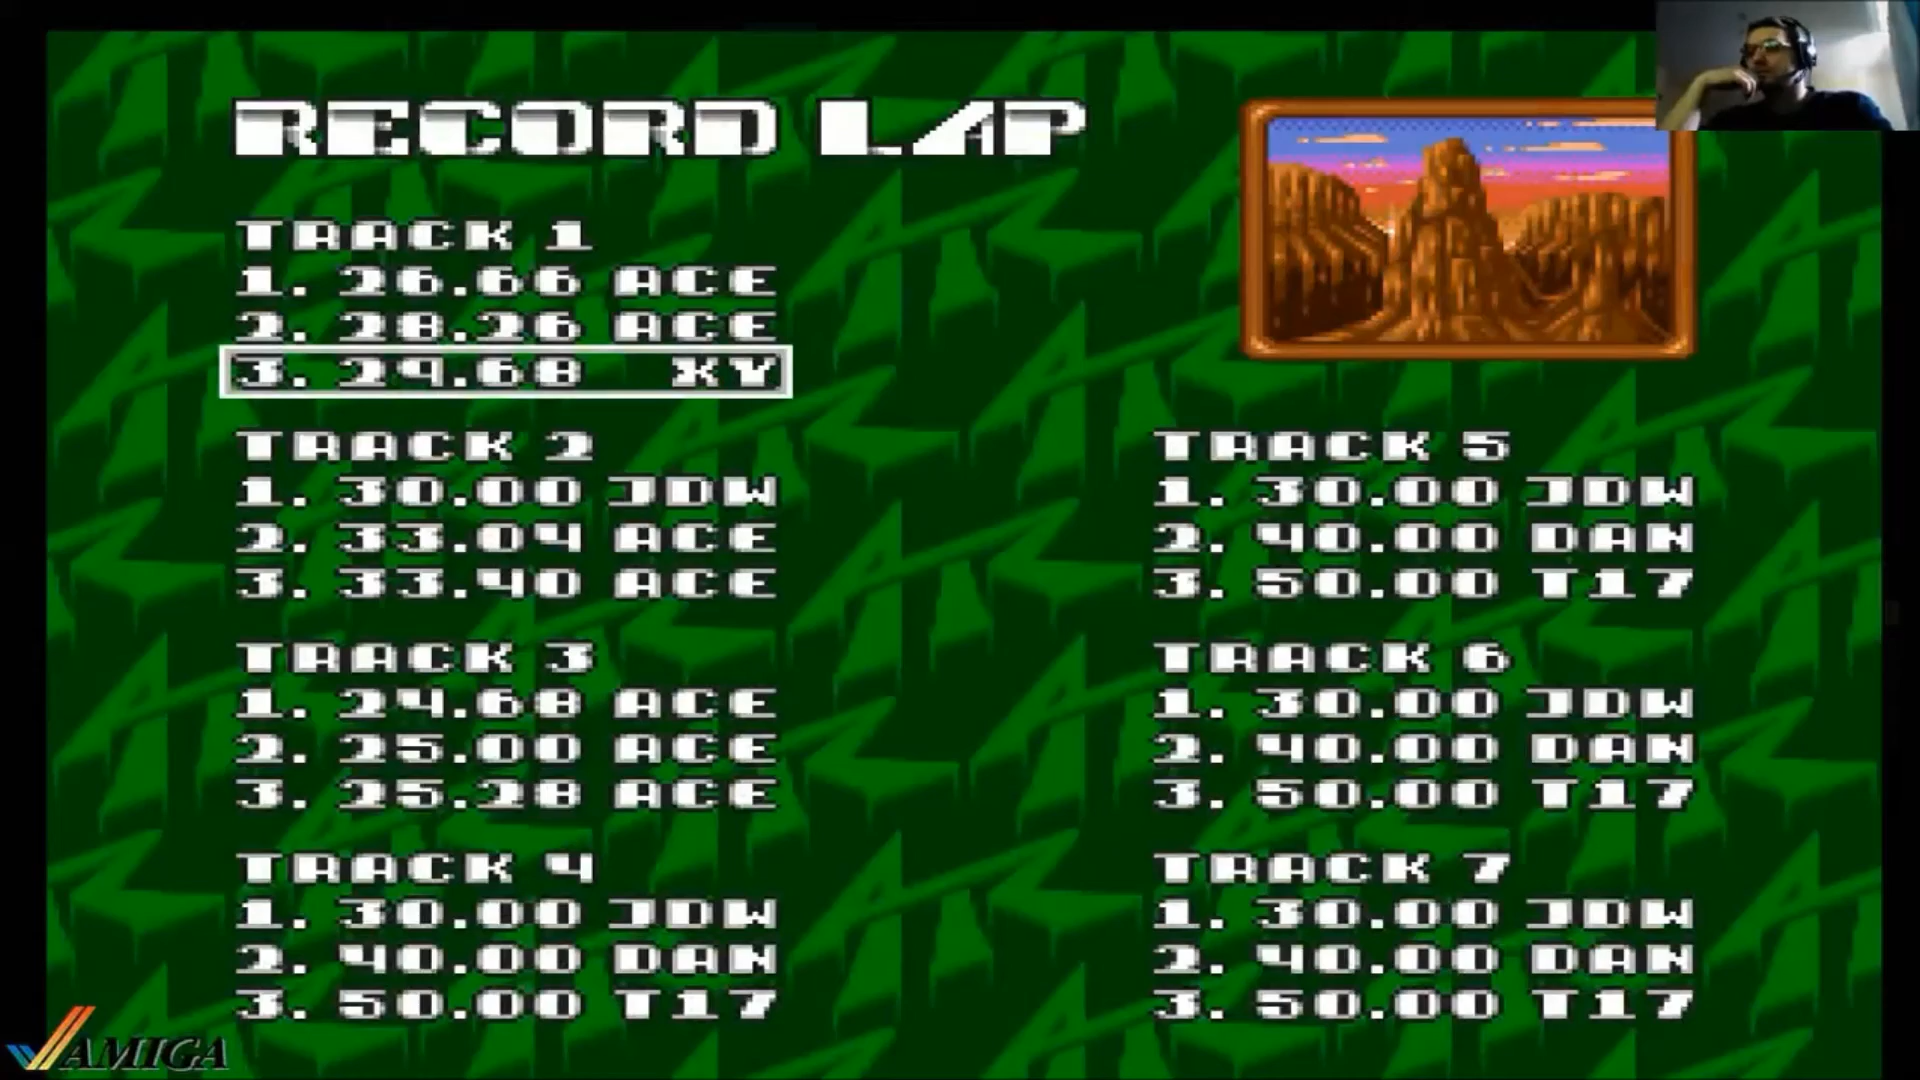 RECORD LAP
TRACK 1
1. 26.66 ACE
2. 28.26 ACE
3. 29.68 XV
TRACK 2
1. 30.00 JDW
2. 33.04 ACE
3. 33.40 ACE
TRACK 3
1. 24.68 ACE
2. 25.00 ACE
3. 25.28 ACE
TRACK 4
1. 30.00 JDW
2. 40.00 DAN
3. 50.00 T17
TRACK 5
1. 30.00 JDW
2. 40.00 DAN
3. 50.00 T17
TRACK 6
1. 30.00 JDW
2. 40.00 DAN
3. 50.00 T17
TRACK 7
1. 30.00 JDW
2. 40.00 DAN
3. 50.00 T17
AMIGA